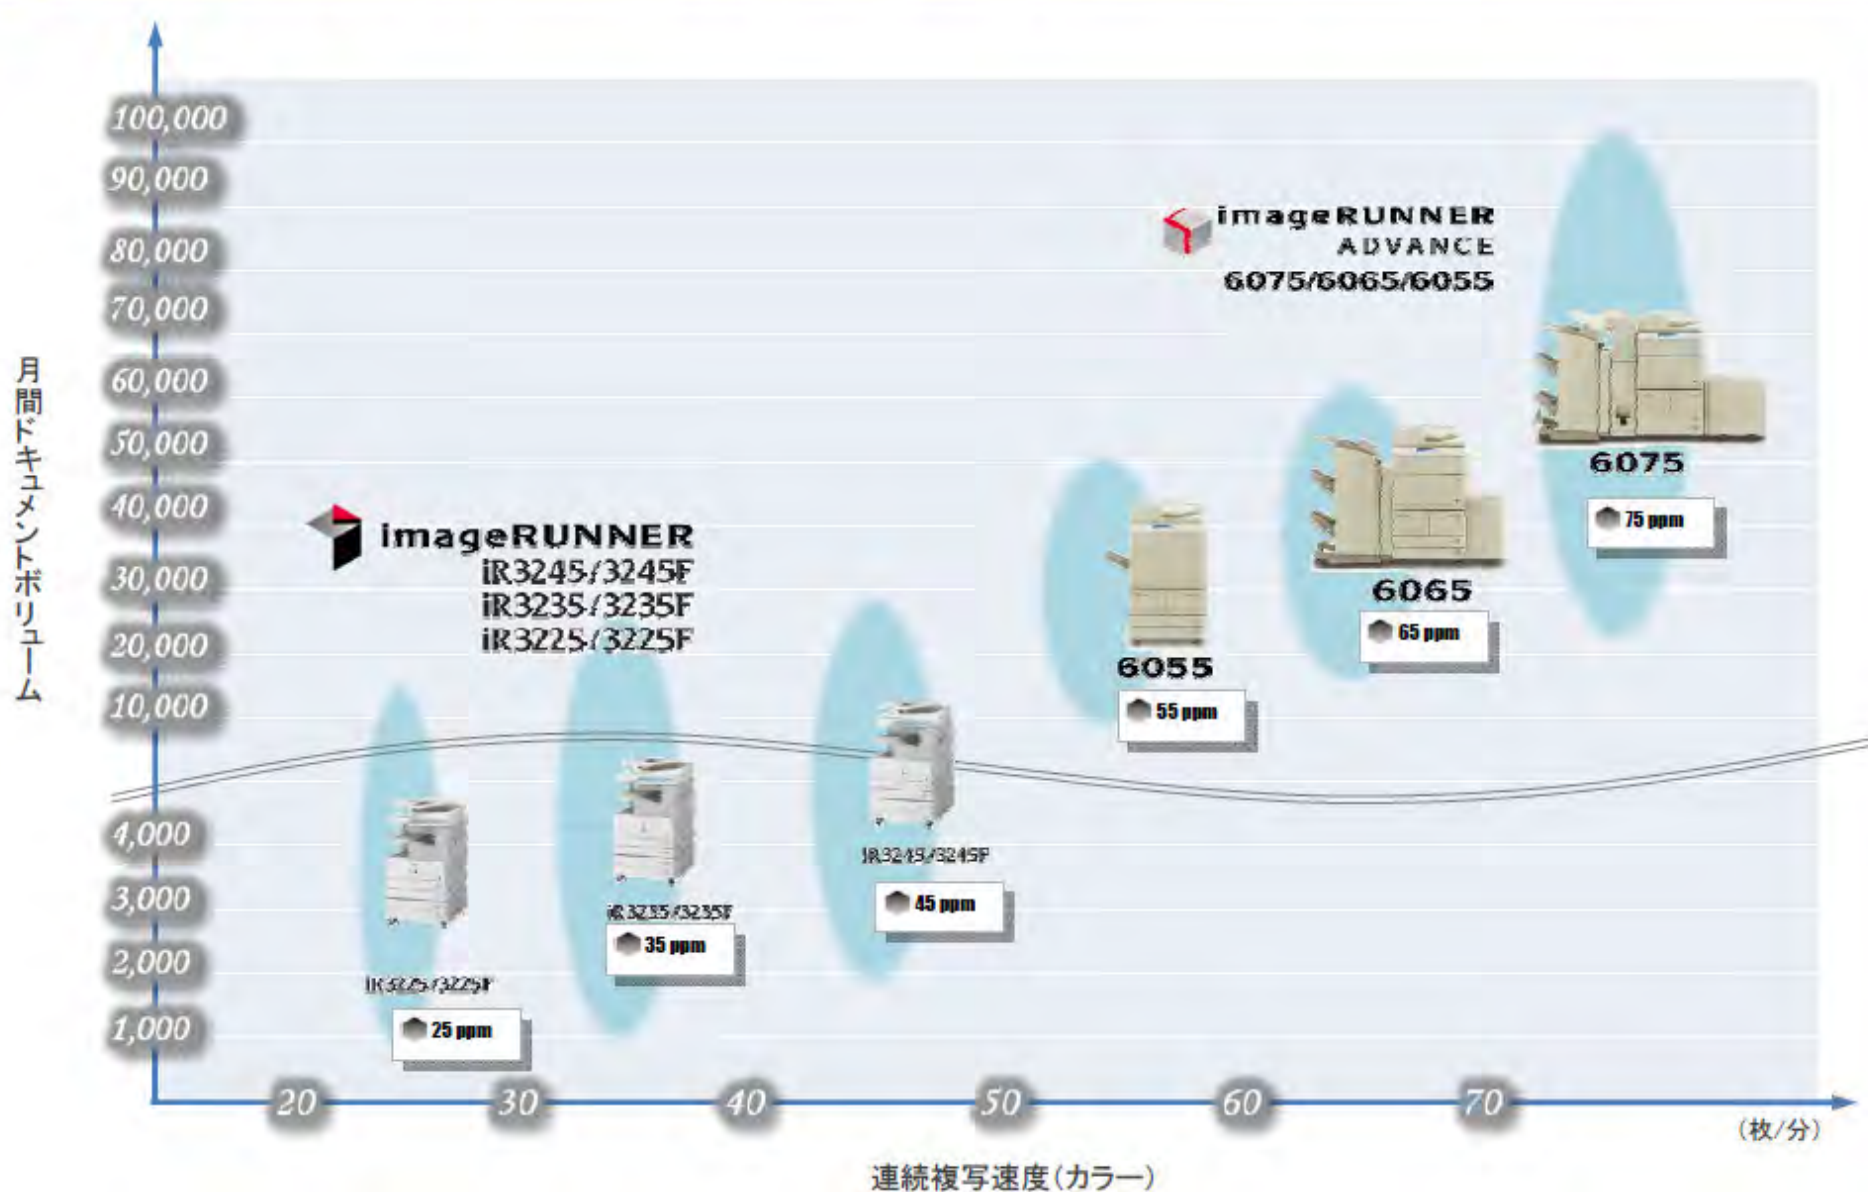 100,000
90,000
80,000
70,000
60,000
50,000
40,000
30,000
20,000
10,000
4,000
3,000
2,000
1,000
月間ドキュメントボリューム
imageRUNNER
ADVANCE
6075/6065/6055
imageRUNNER
iR3245/3245F
iR3235/3235F
iR3225/3225F
6075
75 ppm
6065
65 ppm
6055
55 ppm
iR3245/3245F
45 ppm
iR3235/3235F
35 ppm
iR3225/3225F
25 ppm
20
30
40
50
60
70
(枚/分)
連続複写速度(カラー)